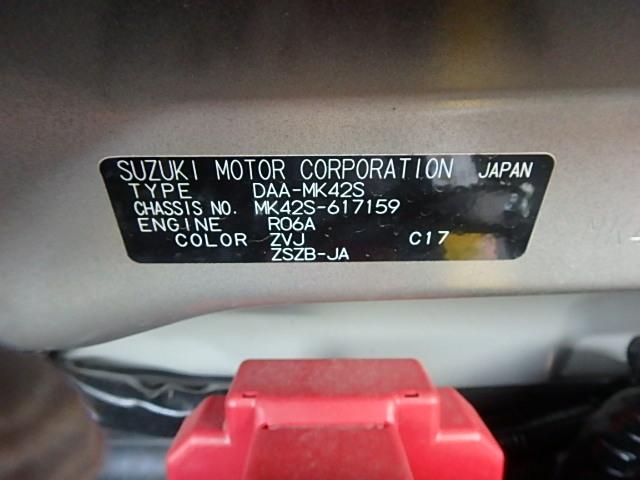 SUZUKI MOTOR CORPORATION JAPAN
TYPE DAA-MK42S
CHASSIS NO. MK42S-617159
ENGINE R06A
COLOR ZVJ C17
ZSZB-JA